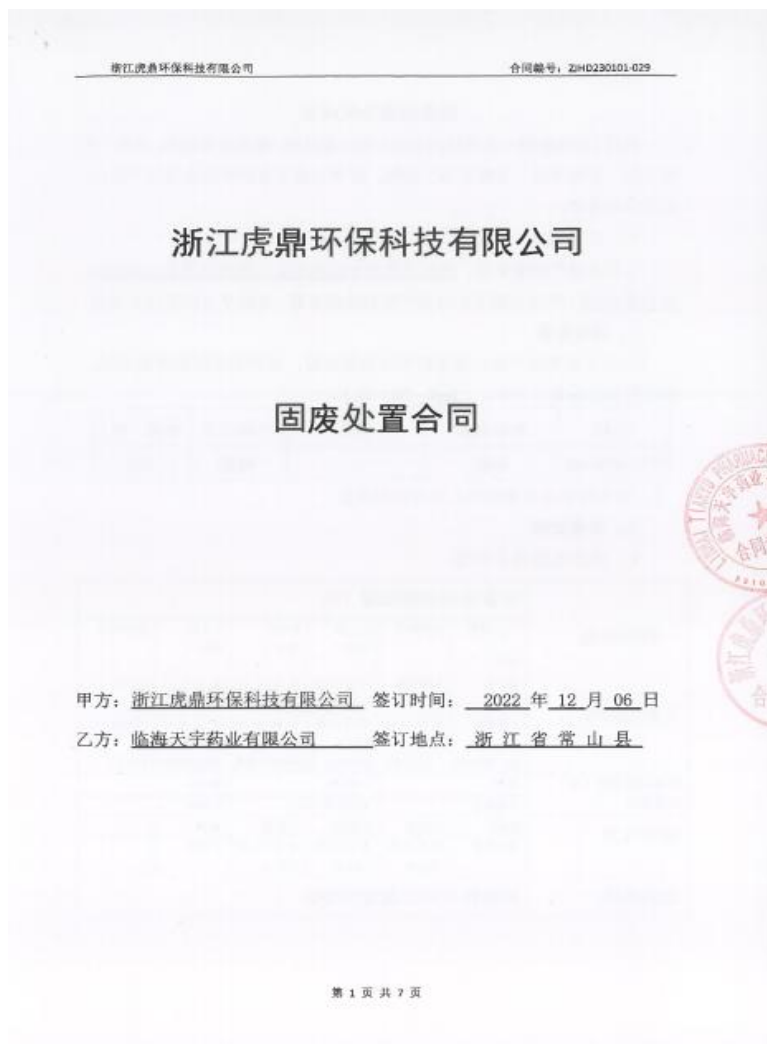 浙江虎鼎环保科技有限公司 合同编号：ZJHD230101-029
浙江虎鼎环保科技有限公司
固废处置合同
甲方：浙江虎鼎环保科技有限公司 签订时间： 2022 年 12 月 06 日
乙方：临海天宇药业有限公司 签订地点： 浙江省常山县
第 1 页 共 7 页